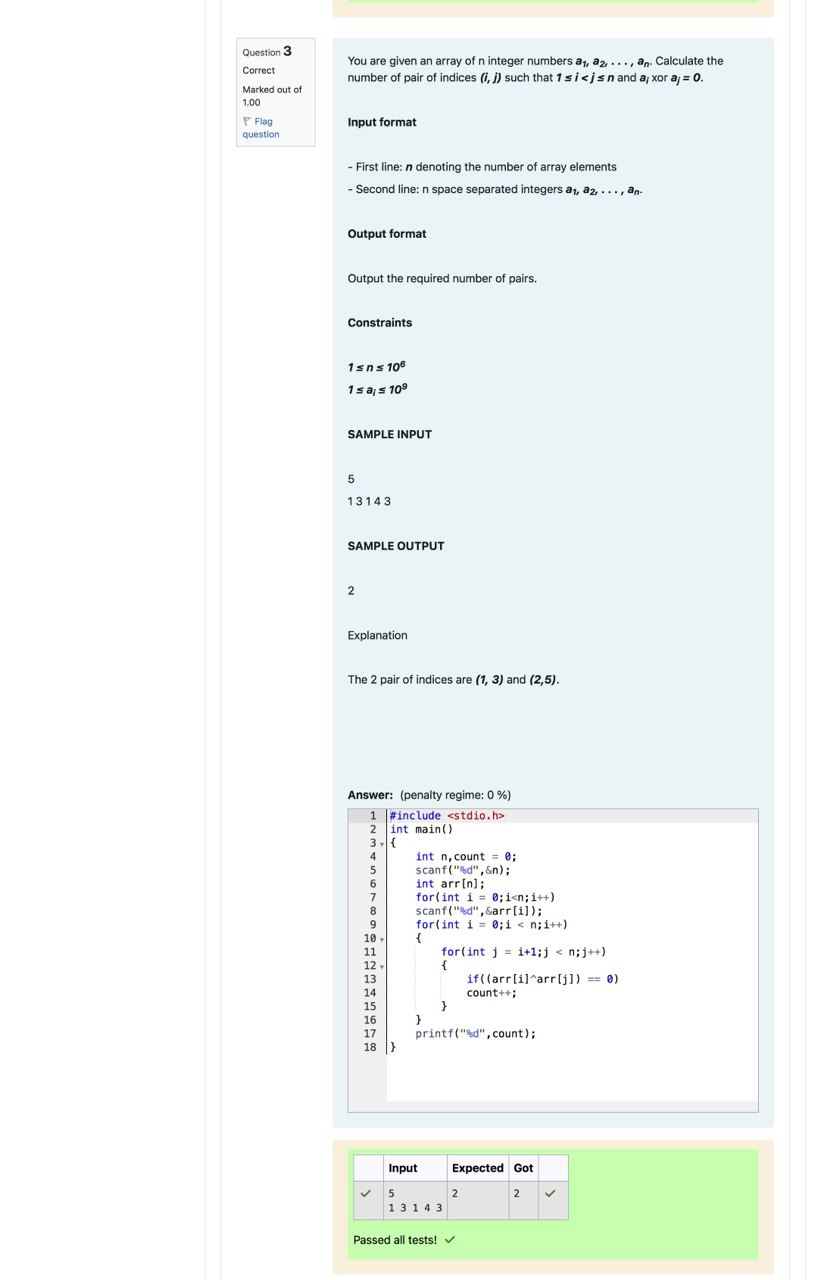 Question 3
Correct
Marked out of
1.00
Flag
question
You are given an array of n integer numbers a1, a2, . . . , an. Calculate the
number of pair of indices (i, j) such that 1 ≤ i < j ≤ n and ai xor aj = 0.
Input format
- First line: n denoting the number of array elements
- Second line: n space separated integers a1, a2, . . . , an.
Output format
Output the required number of pairs.
Constraints
1 ≤ n ≤ 10⁶
1 ≤ ai ≤ 10⁹
SAMPLE INPUT
5
1 3 1 4 3
SAMPLE OUTPUT
2
Explanation
The 2 pair of indices are (1, 3) and (2,5).
Answer: (penalty regime: 0 %)
1 #include <stdio.h>
2 int main()
3 {
4 int n,count = 0;
5 scanf("%d",&n);
6 int arr[n];
7 for(int i = 0;i<n;i++)
8 scanf("%d",&arr[i]);
9 for(int i = 0;i < n;i++)
10 {
11 for(int j = i+1;j < n;j++)
12 {
13 if((arr[i]^arr[j]) == 0)
14 count++;
15 }
16 }
17 printf("%d",count);
18 }
Input Expected Got
5 2 2
1 3 1 4 3
Passed all tests!